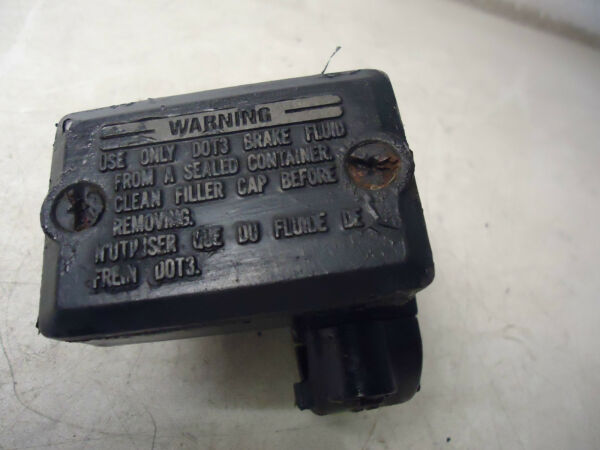 WARNING
USE ONLY DOT3 BRAKE FLUID
FROM A SEALED CONTAINER.
CLEAN FILLER CAP BEFORE
REMOVING.
N'UTILISER QUE DU FLUIDE DE
FREIN DOT3.